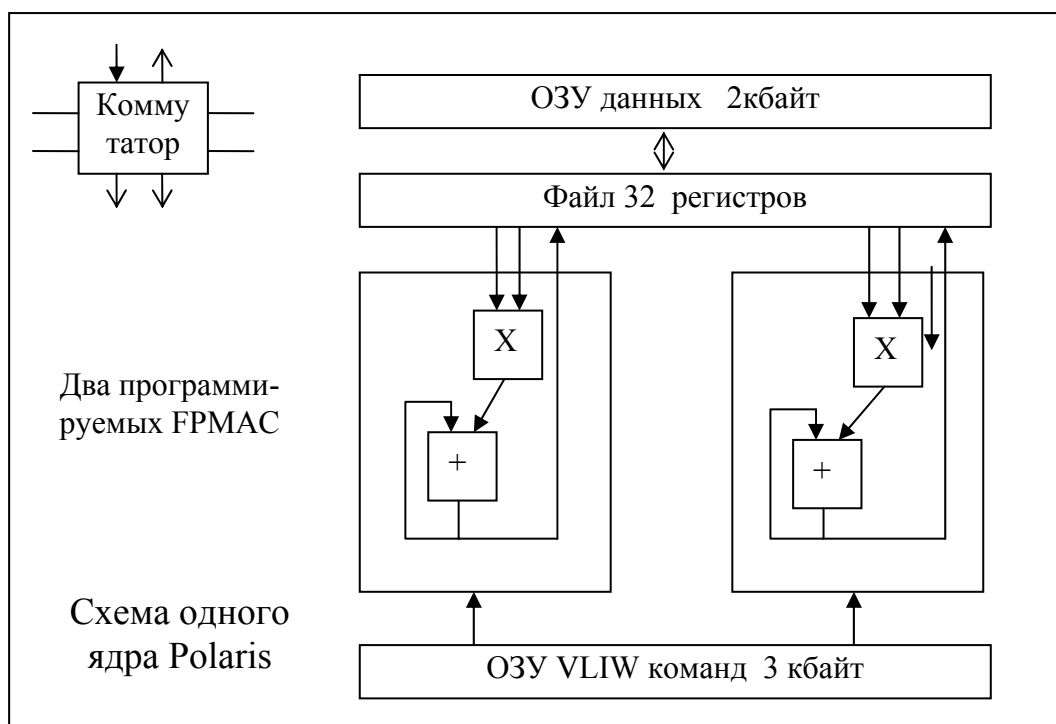 Комму
татор
ОЗУ данных 2кбайт
Файл 32 регистров
X
X
Два программи-
руемых FPMAC
+
+
Схема одного
ядра Polaris
ОЗУ VLIW команд 3 кбайт